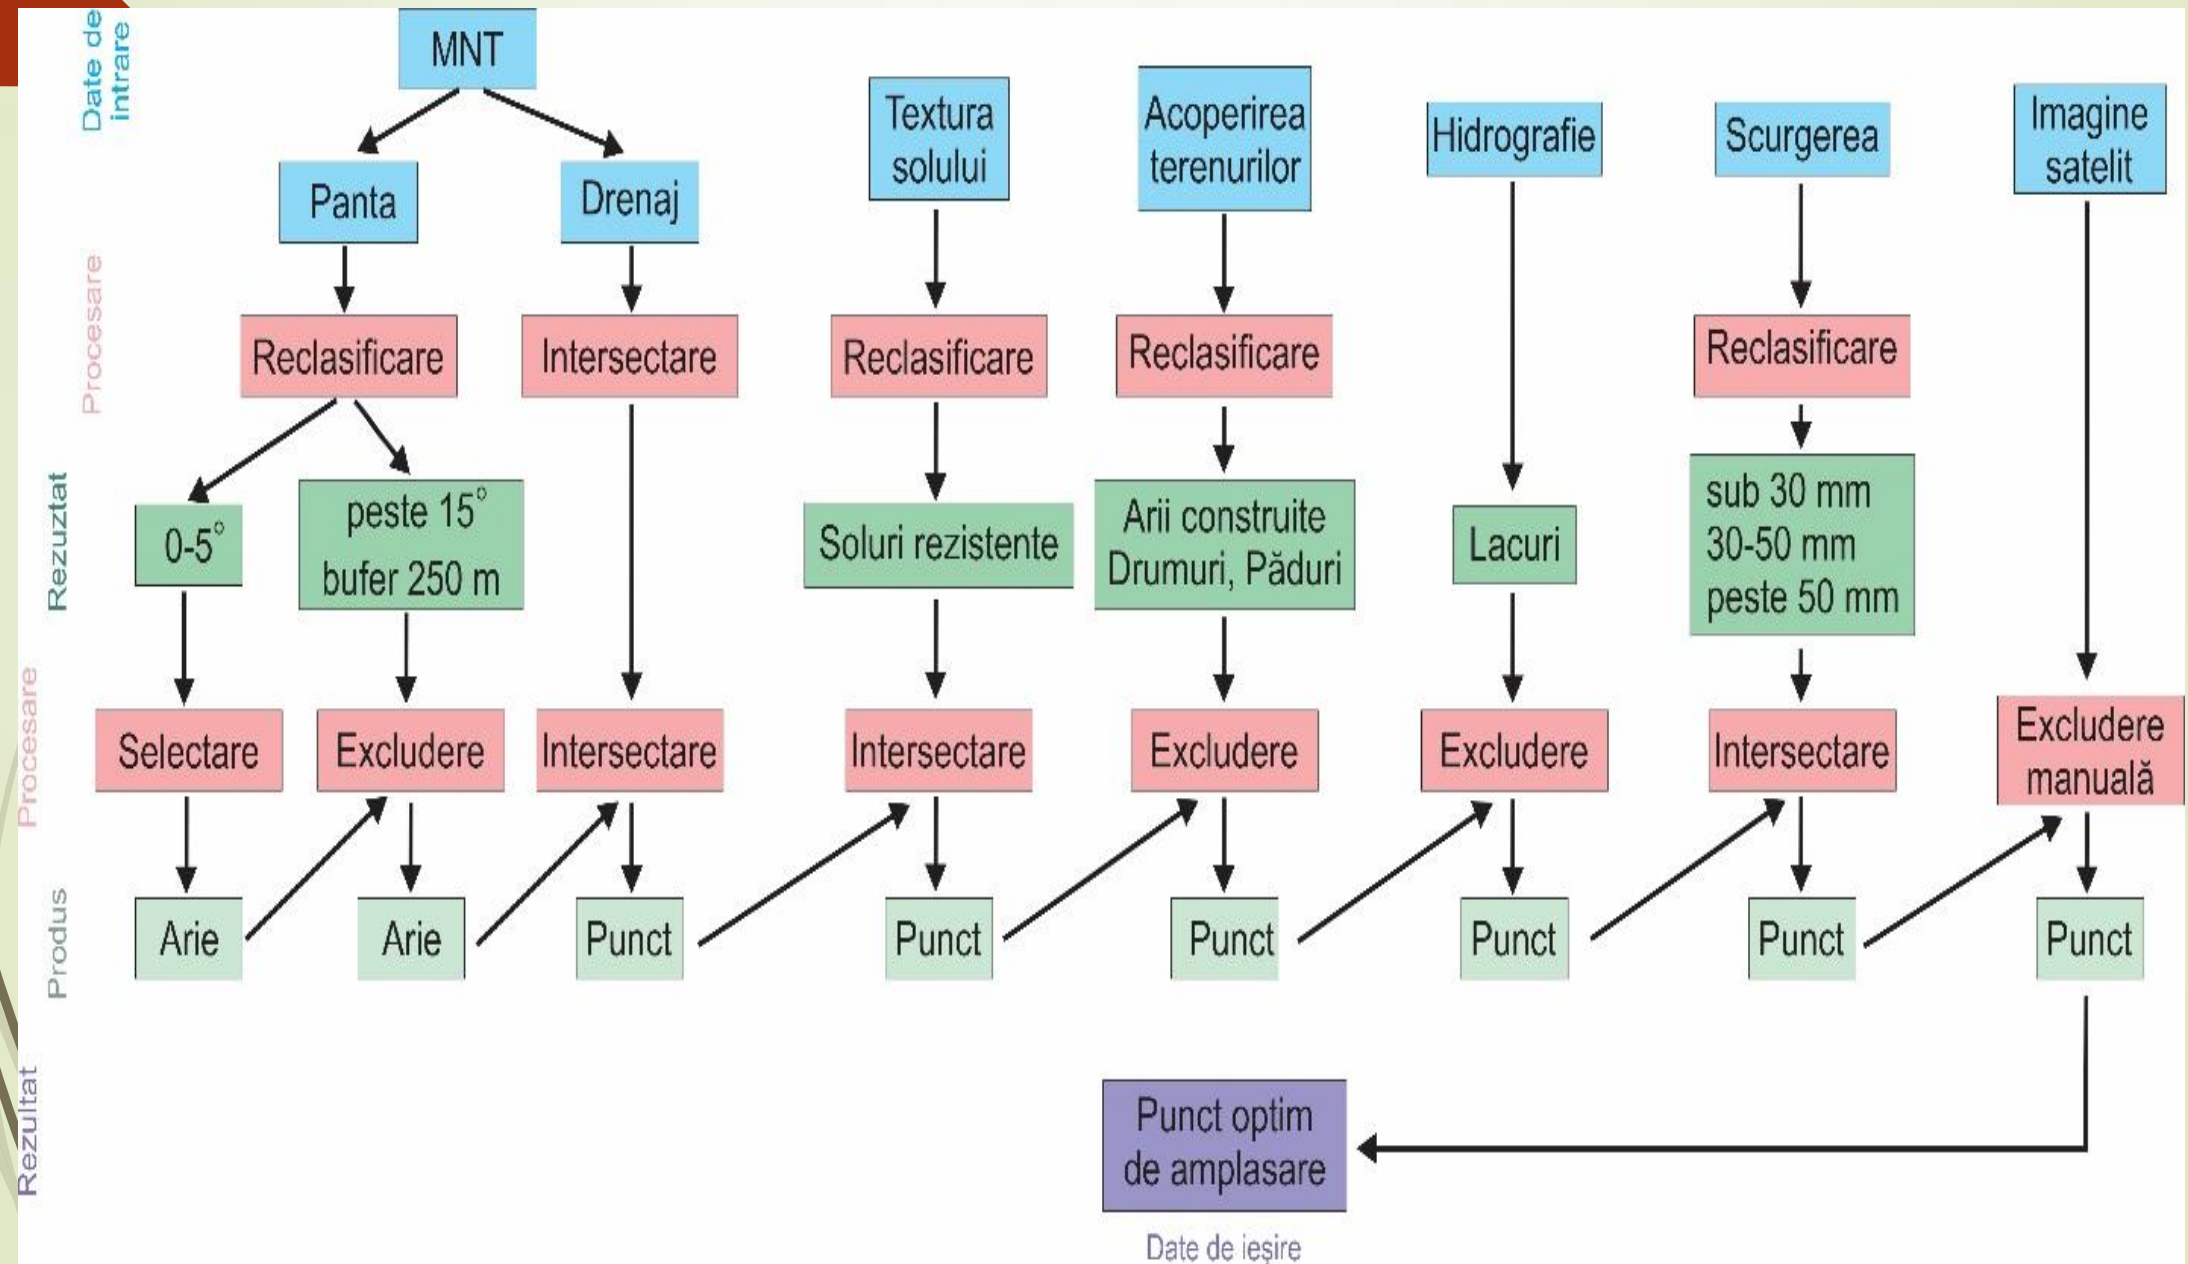 Date de
intrare
MNT
Panta
Drenaj
Textura
solului
Acoperirea
terenurilor
Hidrografie
Scurgerea
Imagine
satelit
Procesare
Reclasificare
Intersectare
Reclasificare
Reclasificare
Reclasificare
Rezuztat
0-5°
peste 15°
bufer 250 m
Soluri rezistente
Arii construite
Drumuri, Păduri
Lacuri
sub 30 mm
30-50 mm
peste 50 mm
Procesare
Selectare
Excludere
Intersectare
Intersectare
Excludere
Excludere
Intersectare
Excludere
manuală
Produs
Arie
Arie
Punct
Punct
Punct
Punct
Punct
Punct
Rezultat
Punct optim
de amplasare
Date de ieşire